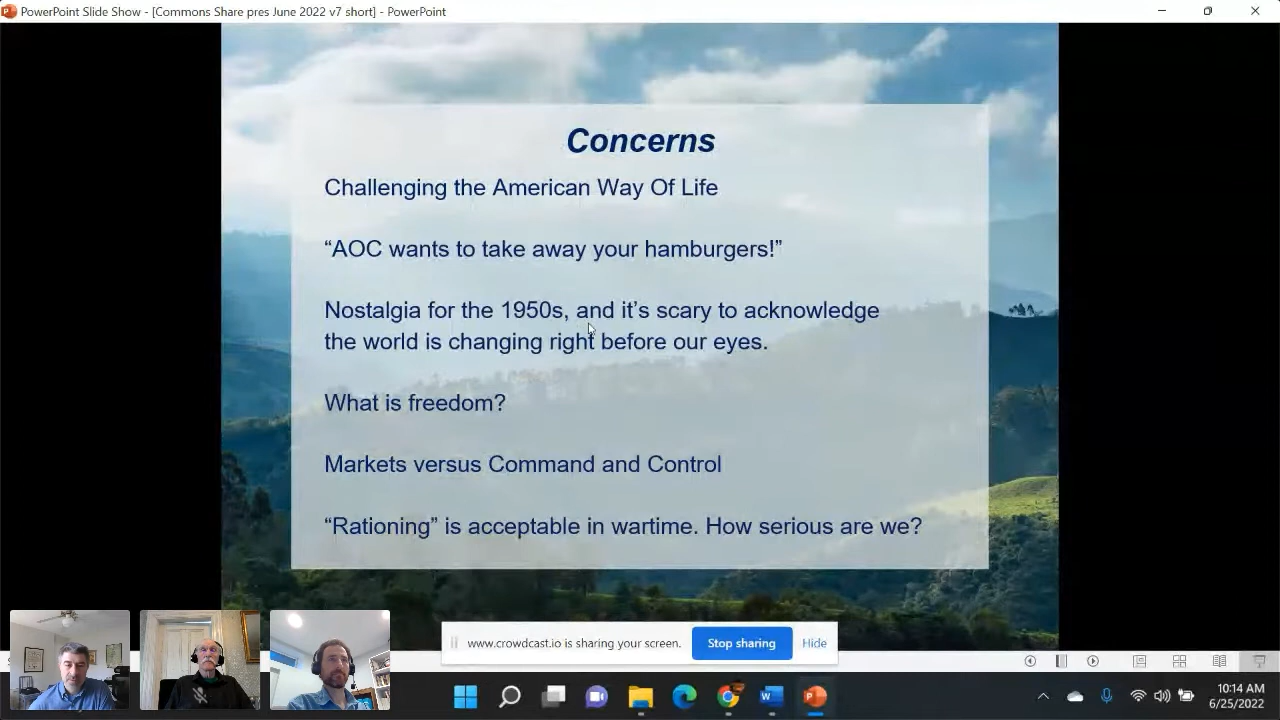 PowerPoint Slide Show - [Commons Share pres June 2022 v7 short] - PowerPoint
Concerns
Challenging the American Way Of Life
“AOC wants to take away your hamburgers!”
Nostalgia for the 1950s, and it’s scary to acknowledge
the world is changing right before our eyes.
What is freedom?
Markets versus Command and Control
“Rationing” is acceptable in wartime. How serious are we?
www.crowdcast.io is sharing your screen.
Stop sharing
Hide
10:14 AM
6/25/2022